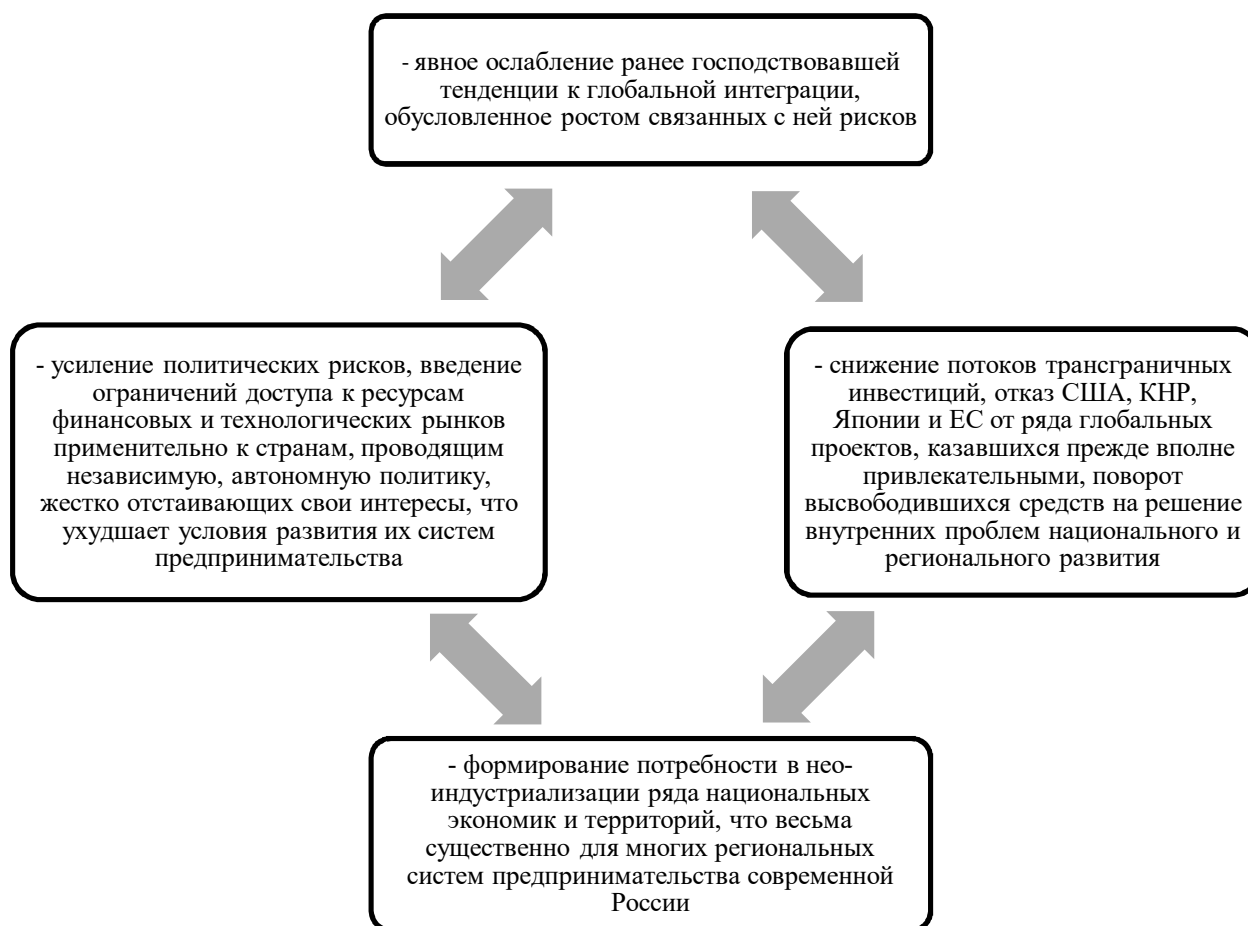 - явное ослабление ранее господствовавшей
тенденции к глобальной интеграции,
обусловленное ростом связанных с ней рисков
- усиление политических рисков, введение
ограничений доступа к ресурсам
финансовых и технологических рынков
применительно к странам, проводящим
независимую, автономную политику,
жестко отстаивающих свои интересы, что
ухудшает условия развития их систем
предпринимательства
- снижение потоков трансграничных
инвестиций, отказ США, КНР,
Японии и ЕС от ряда глобальных
проектов, казавшихся прежде вполне
привлекательными, поворот
высвободившихся средств на решение
внутренних проблем национального и
регионального развития
- формирование потребности в нео-
индустриализации ряда национальных
экономик и территорий, что весьма
существенно для многих региональных
систем предпринимательства современной
России